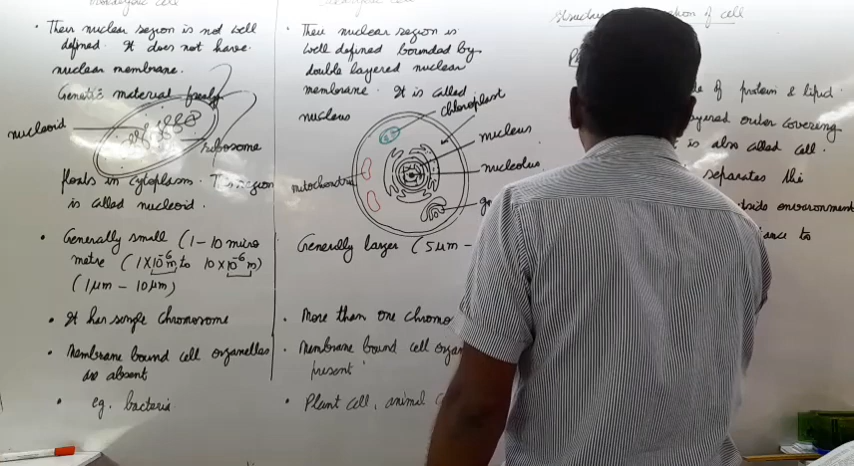 Their nuclear region is not well
defined. It does not have
nuclear membrane.
Genetic material freely
nucleoid
ribosome
floats in cytoplasm. This region
is called nucleoid.
• Generally small (1-10 micro
metre (1×10⁻⁶m to 10×10⁻⁶m)
(1μm - 10μm)
• It has single chromosome
• Membrane bound cell organelles
are absent
• eg. bacteria
• Their nuclear region is
well defined bounded by
double layered nuclear
membrane. It is called
nucleus
chloroplast
nucleus
nucleolus
mitochondria
Generally larger (5μm -
• More than one chromo
• Membrane bound cell organ
present
• Plant cell, animal c
of cell
of protein & lipid.
outer covering
is also called cell.
separates the
environment
to